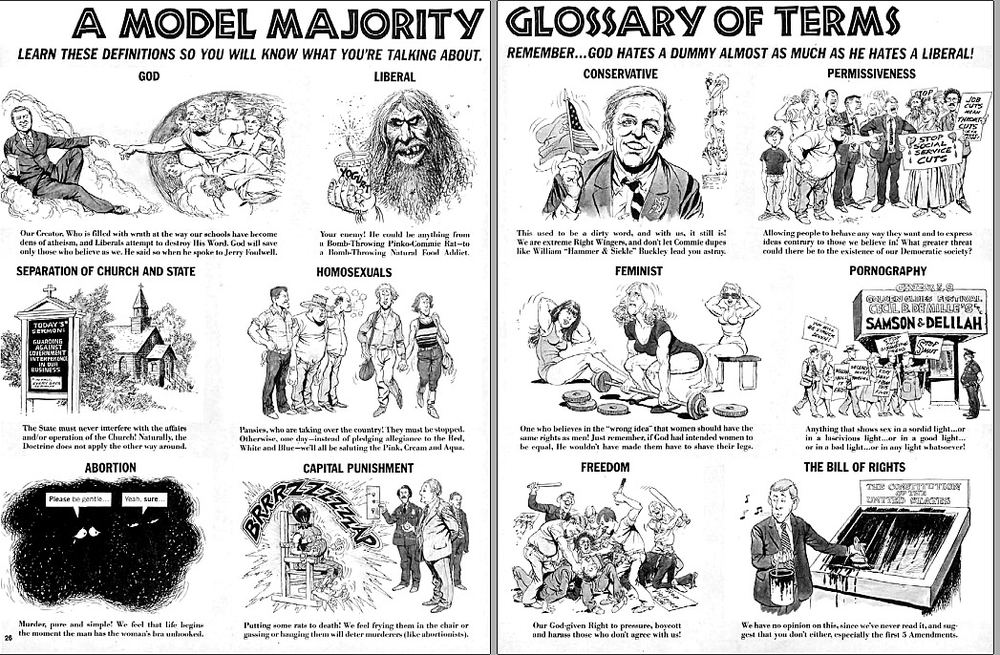 A MODEL MAJORITY
LEARN THESE DEFINITIONS SO YOU WILL KNOW WHAT YOU'RE TALKING ABOUT.
GOD
Our Creator, Who is filled with wrath at the way our schools have become
dens of atheism, and Liberals attempt to destroy His Word. God will save
only those who believe as we. He said so when he spoke to Jerry Foulwell.
LIBERAL
YOGURT
Your enemy! He could be anything from
a Bomb-Throwing Pinko-Commie Rat—to
a Bomb-Throwing Natural Food Addict.
SEPARATION OF CHURCH AND STATE
TODAY'S
SERMON:
GUARDING
AGAINST
GOVERNMENT
INTERFERENCE
IN OUR
BUSINESS
The State must never interfere with the affairs
and/or operation of the Church! Naturally, the
Doctrine does not apply the other way around.
HOMOSEXUALS
Pansies, who are taking over the country! They must be stopped.
Otherwise, one day—instead of pledging allegiance to the Red,
White and Blue—we'll all be saluting the Pink, Cream and Aqua.
ABORTION
Please be gentle...
Yeah, sure...
Murder, pure and simple! We feel that life begins
the moment the man has the woman's bra unhooked.
CAPITAL PUNISHMENT
BRRRZZZZZZAP
Putting some rats to death! We feel frying them in the chair or
gassing or hanging them will deter murderers (like abortionists).
26
GLOSSARY OF TERMS
REMEMBER...GOD HATES A DUMMY ALMOST AS MUCH AS HE HATES A LIBERAL!
CONSERVATIVE
This used to be a dirty word, and with us, it still is!
We are extreme Right Wingers, and don't let Commie dupes
like William "Hammer & Sickle" Buckley lead you astray.
PERMISSIVENESS
STOP
JOB
CUTS
MEAN
THROAT
CUTS
STOP
SOCIAL
SERVICE
CUTS
Allowing people to behave any way they want and to express
ideas contrary to those we believe in! What greater threat
could there be to the existence of our Democratic society?
FEMINIST
One who believes in the "wrong idea" that women should have the
same rights as men! Just remember, if God had intended women to
be equal, He wouldn't have made them have to shave their legs.
PORNOGRAPHY
GOLDEN OLDIES FESTIVAL
CECIL B. DEMILLE'S
SAMSON & DELILAH
STOP
SMUT
Anything that shows sex in a sordid light...or
in a lascivious light...or in a good light...
or in a bad light...or in any light whatsoever!
FREEDOM
Our God-given Right to pressure, boycott
and harass those who don't agree with us!
THE BILL OF RIGHTS
THE CONSTITUTION
OF THE
UNITED STATES
We have no opinion on this, since we've never read it, and sug-
gest that you don't either, especially the first 5 Amendments.